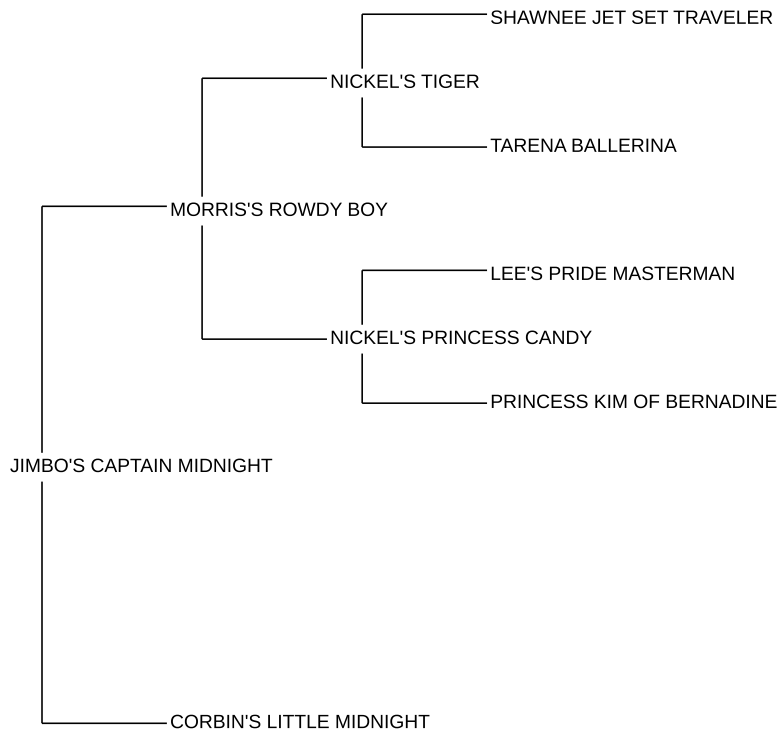 SHAWNEE JET SET TRAVELER
NICKEL'S TIGER
TARENA BALLERINA
MORRIS'S ROWDY BOY
LEE'S PRIDE MASTERMAN
NICKEL'S PRINCESS CANDY
PRINCESS KIM OF BERNADINE
JIMBO'S CAPTAIN MIDNIGHT
CORBIN'S LITTLE MIDNIGHT